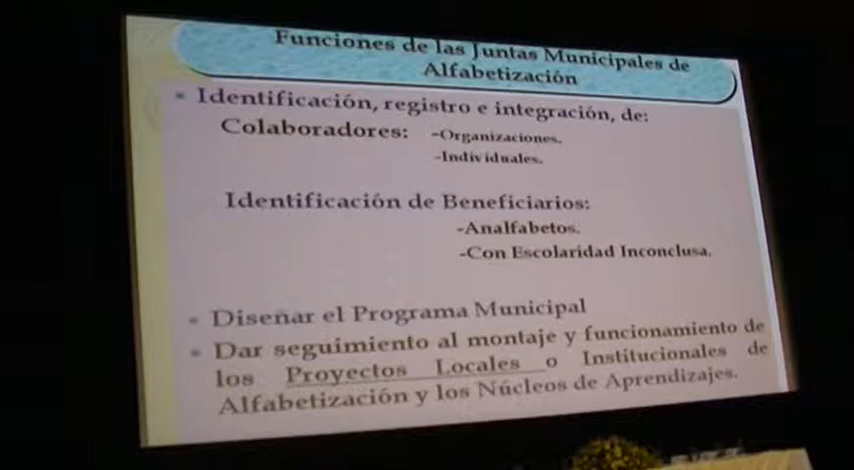 Funciones de las Juntas Municipales de
Alfabetización
Identificación, registro e integración, de:
Colaboradores: -Organizaciones.
-Individuales.
Identificación de Beneficiarios:
-Analfabetos.
-Con Escolaridad Inconclusa.
Diseñar el Programa Municipal
Dar seguimiento al montaje y funcionamiento de
los Proyectos Locales o Institucionales de
Alfabetización y los Núcleos de Aprendizajes.